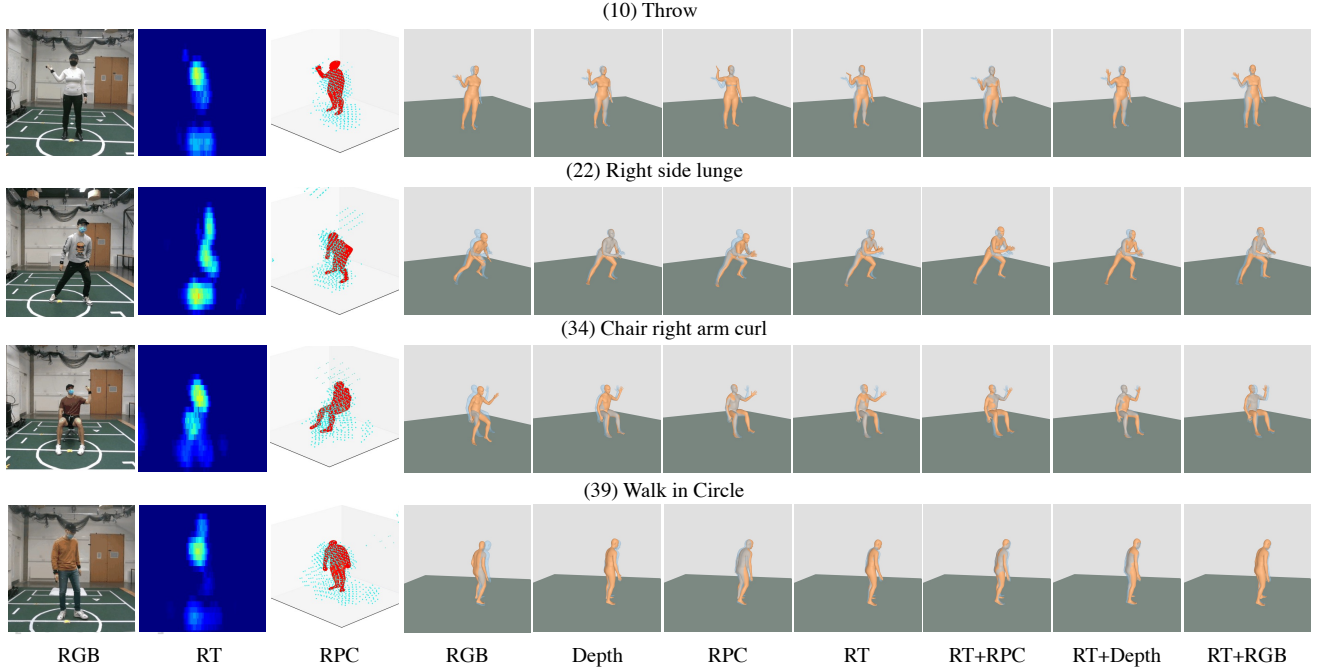 (10) Throw
(22) Right side lunge
(34) Chair right arm curl
(39) Walk in Circle
RGB RT RPC RGB Depth RPC RT RT+RPC RT+Depth RT+RGB